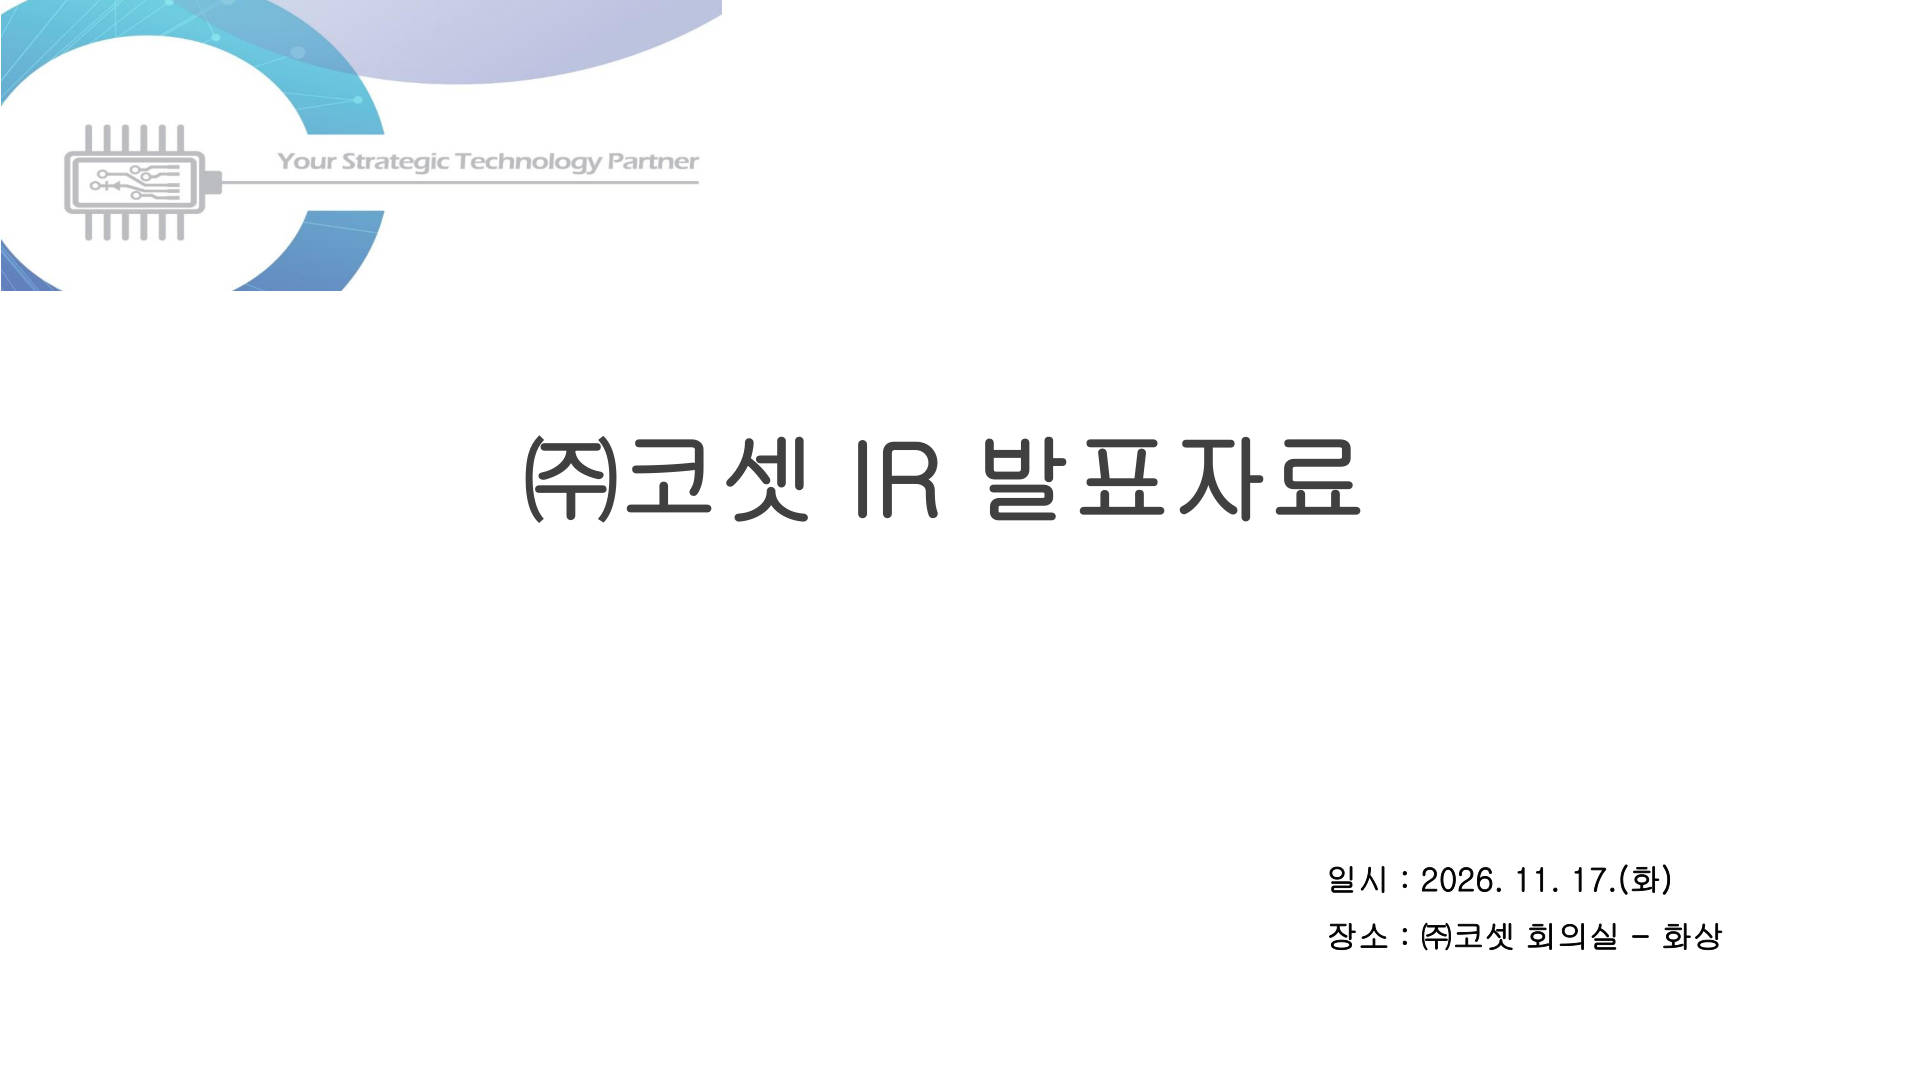 Your Strategic Technology Partner
㈜코셋 IR 발표자료
일시 : 2026. 11. 17.(화)
장소 : ㈜코셋 회의실 - 화상